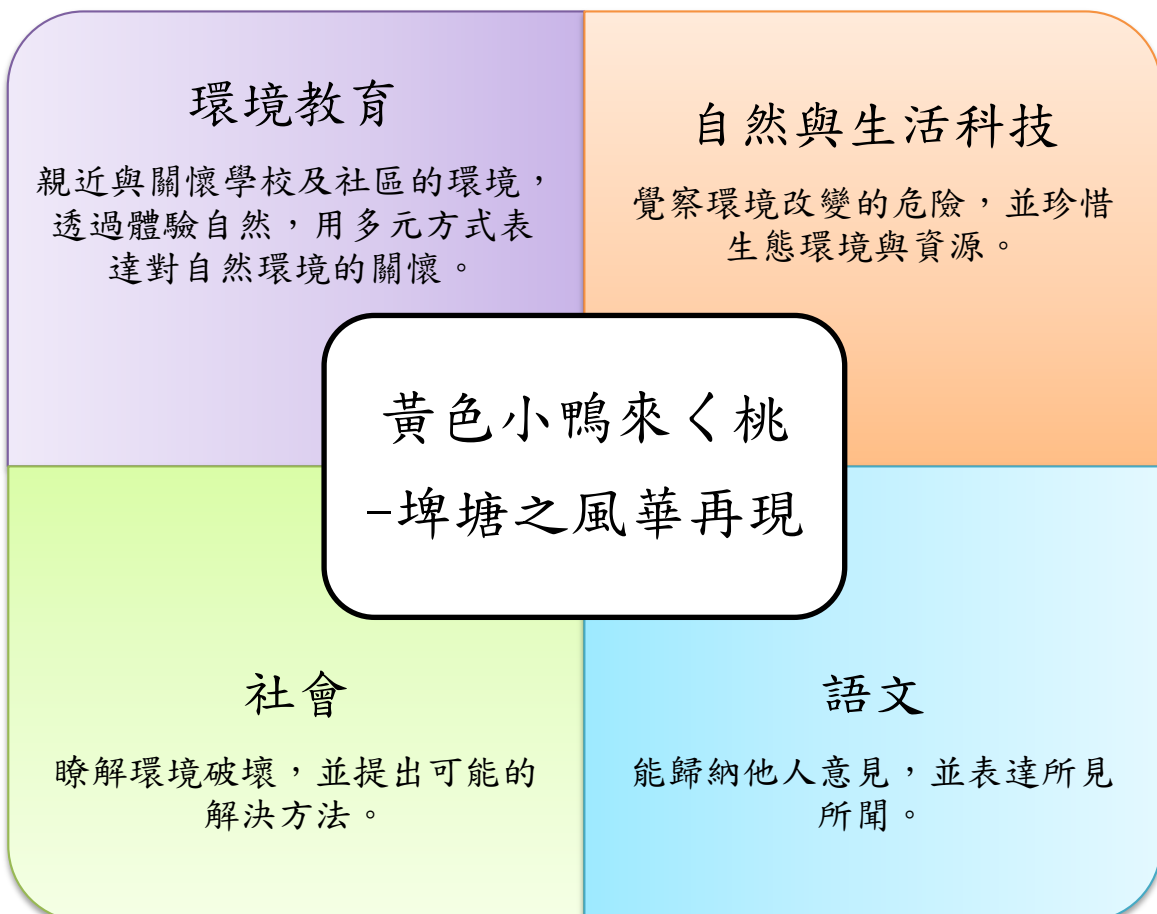 環境教育
親近與關懷學校及社區的環境，
透過體驗自然，用多元方式表
達對自然環境的關懷。
自然與生活科技
覺察環境改變的危險，並珍惜
生態環境與資源。
黃色小鴨來ㄑ桃
-埤塘之風華再現
社會
瞭解環境破壞，並提出可能的
解決方法。
語文
能歸納他人意見，並表達所見
所聞。